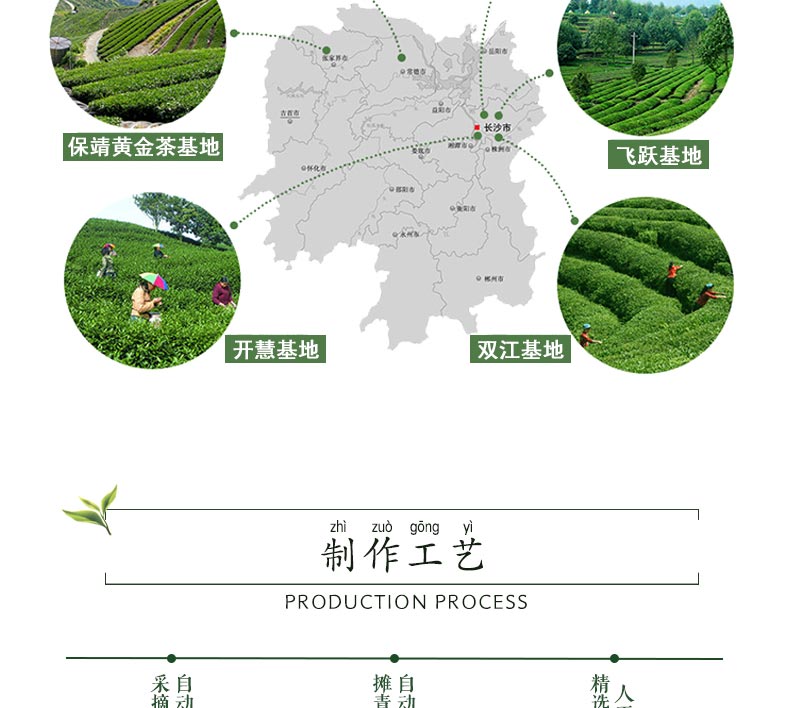 张家界市
常德市
岳阳市
吉首市
益阳市
长沙市
保靖黄金茶基地
飞跃基地
娄底市
湘潭市
株洲市
怀化市
邵阳市
衡阳市
永州市
郴州市
开慧基地
双江基地
zhì zuò gōng yì
制作工艺
PRODUCTION PROCESS
自动
采摘
自动
摊青
人工
精选